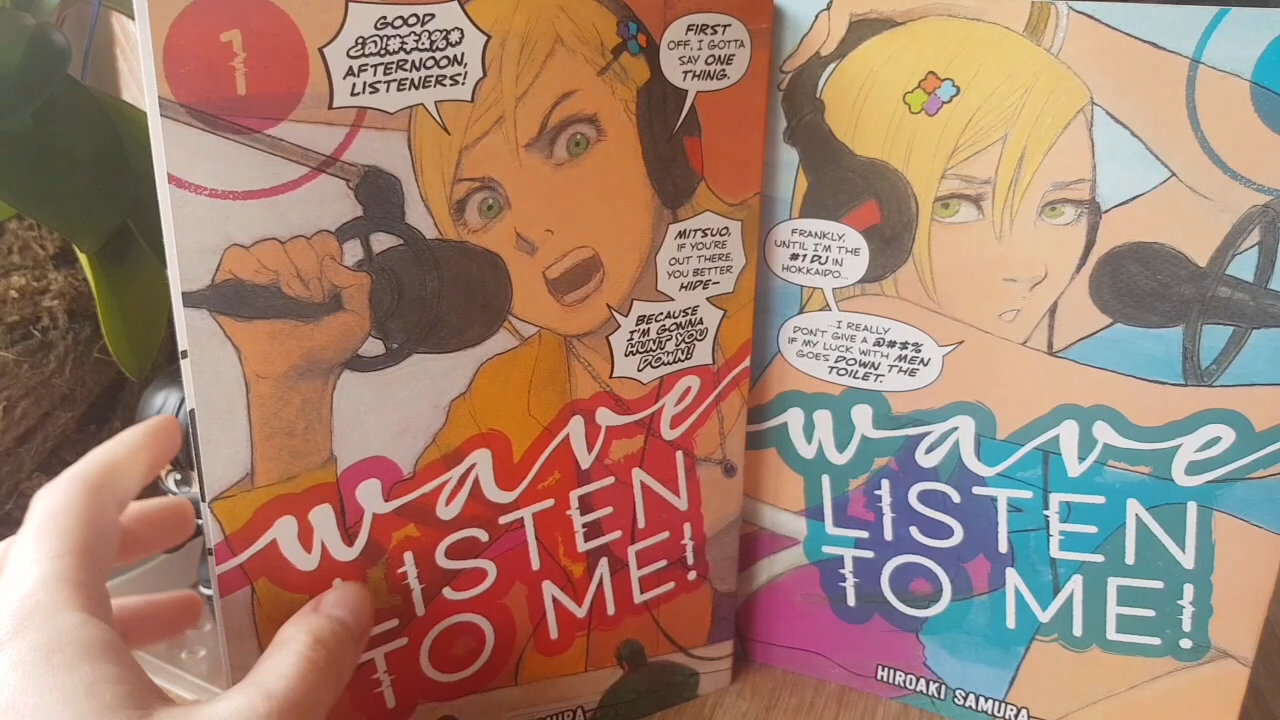 1
GOOD
¿@!#$&%*
AFTERNOON,
LISTENERS!
FIRST
OFF, I GOTTA
SAY ONE
THING.
MITSUO,
IF YOU'RE
OUT THERE,
YOU BETTER
HIDE—
BECAUSE
I'M GONNA
HUNT YOU
DOWN!
wave
LISTEN
TO ME!
FRANKLY,
UNTIL I'M THE
#1 DJ IN
HOKKAIDO...
...I REALLY
DON'T GIVE A @#$%
IF MY LUCK WITH MEN
GOES DOWN THE
TOILET.
wave
LISTEN
TO ME!
HIROAKI SAMURA